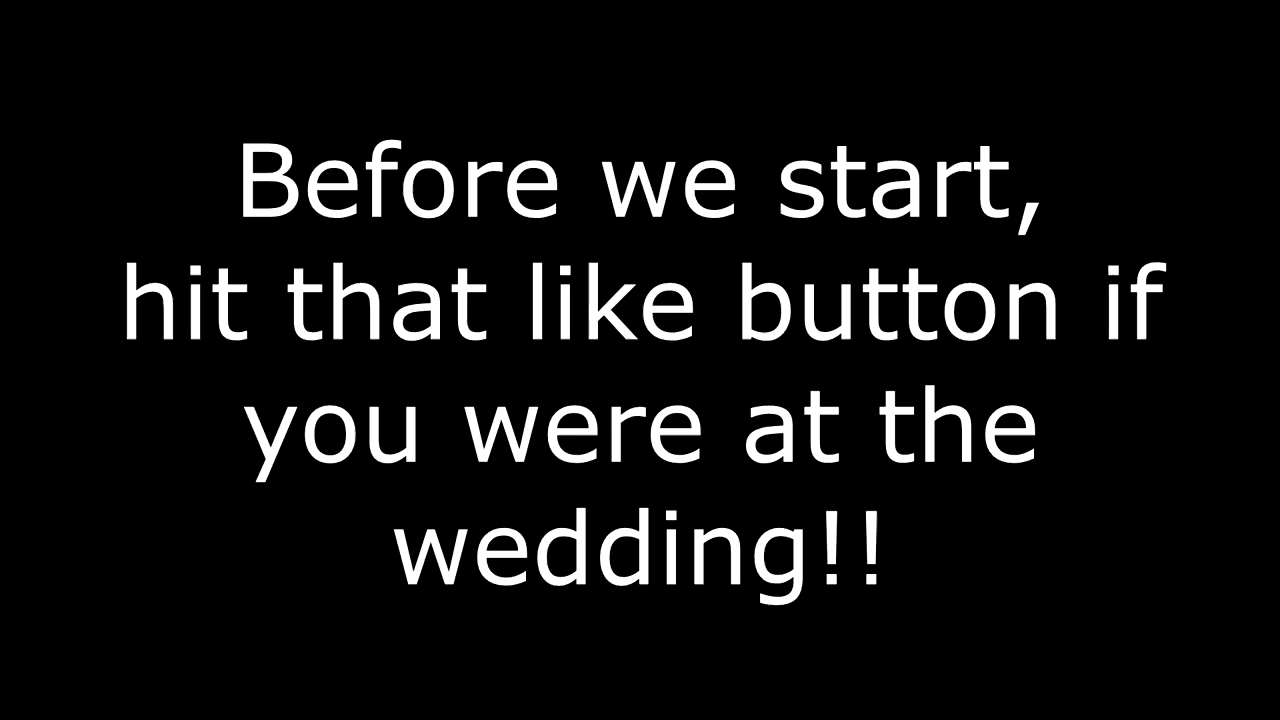 Before we start,
hit that like button if
you were at the
wedding!!